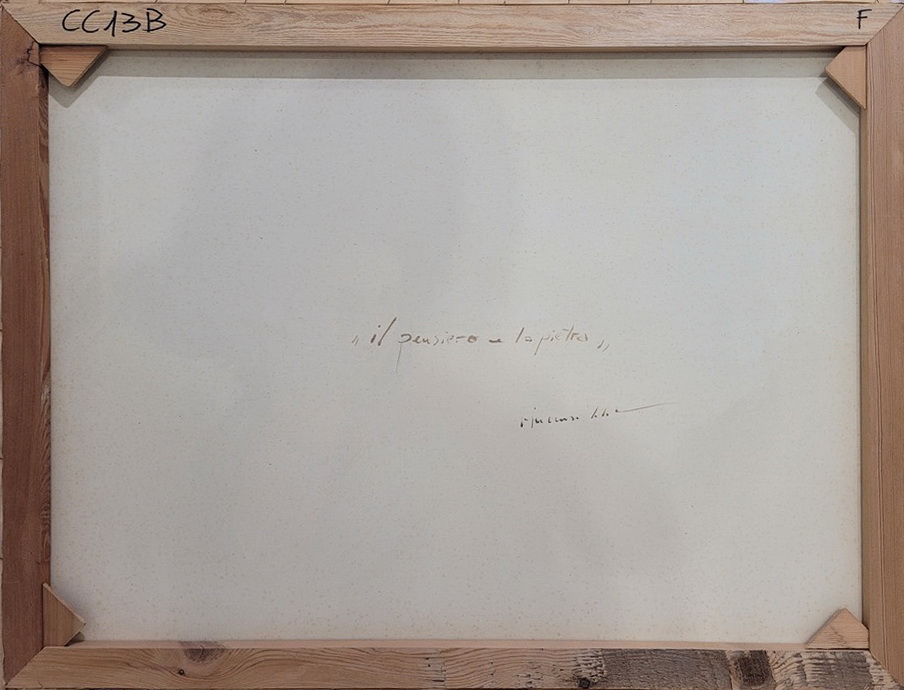 CC13B F
„ il pensiero e la pietra „